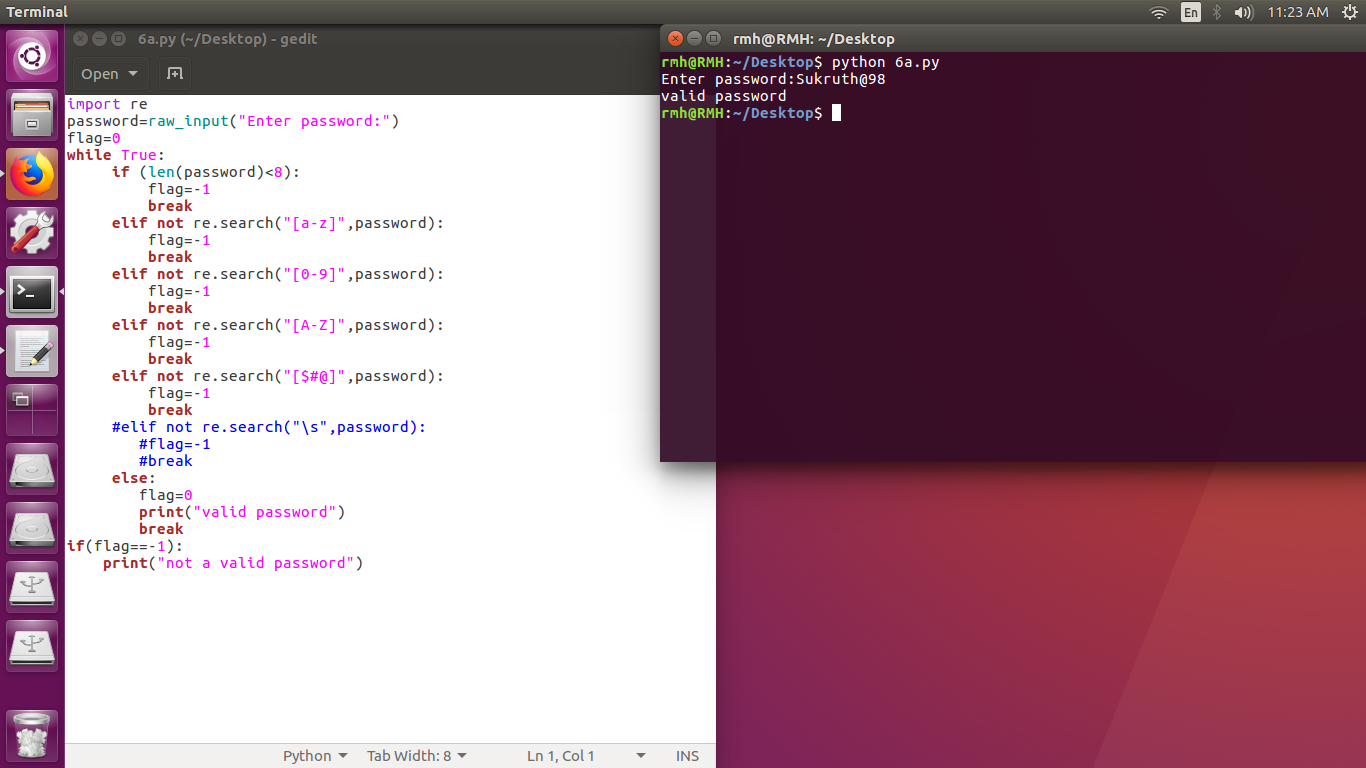 Terminal
En
11:23 AM
6a.py (~/Desktop) - gedit
Open
import re
password=raw_input("Enter password:")
flag=0
while True:
     if (len(password)<8):
         flag=-1
         break
     elif not re.search("[a-z]",password):
         flag=-1
         break
     elif not re.search("[0-9]",password):
         flag=-1
         break
     elif not re.search("[A-Z]",password):
         flag=-1
         break
     elif not re.search("[$#@]",password):
         flag=-1
         break
     #elif not re.search("\s",password):
        #flag=-1
        #break
     else:
        flag=0
        print("valid password")
        break
if(flag==-1):
    print("not a valid password")
Python
Tab Width: 8
Ln 1, Col 1
INS
rmh@RMH: ~/Desktop
rmh@RMH:~/Desktop$ python 6a.py
Enter password:Sukruth@98
valid password
rmh@RMH:~/Desktop$